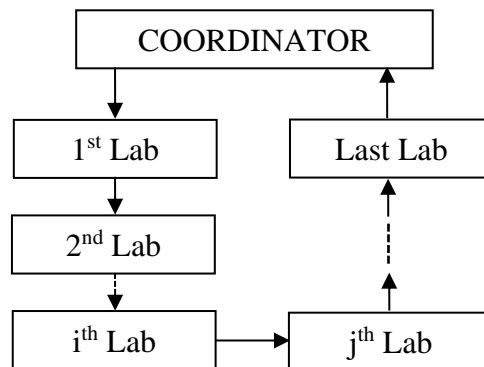 COORDINATOR
1st Lab
Last Lab
2nd Lab
ith Lab
jth Lab